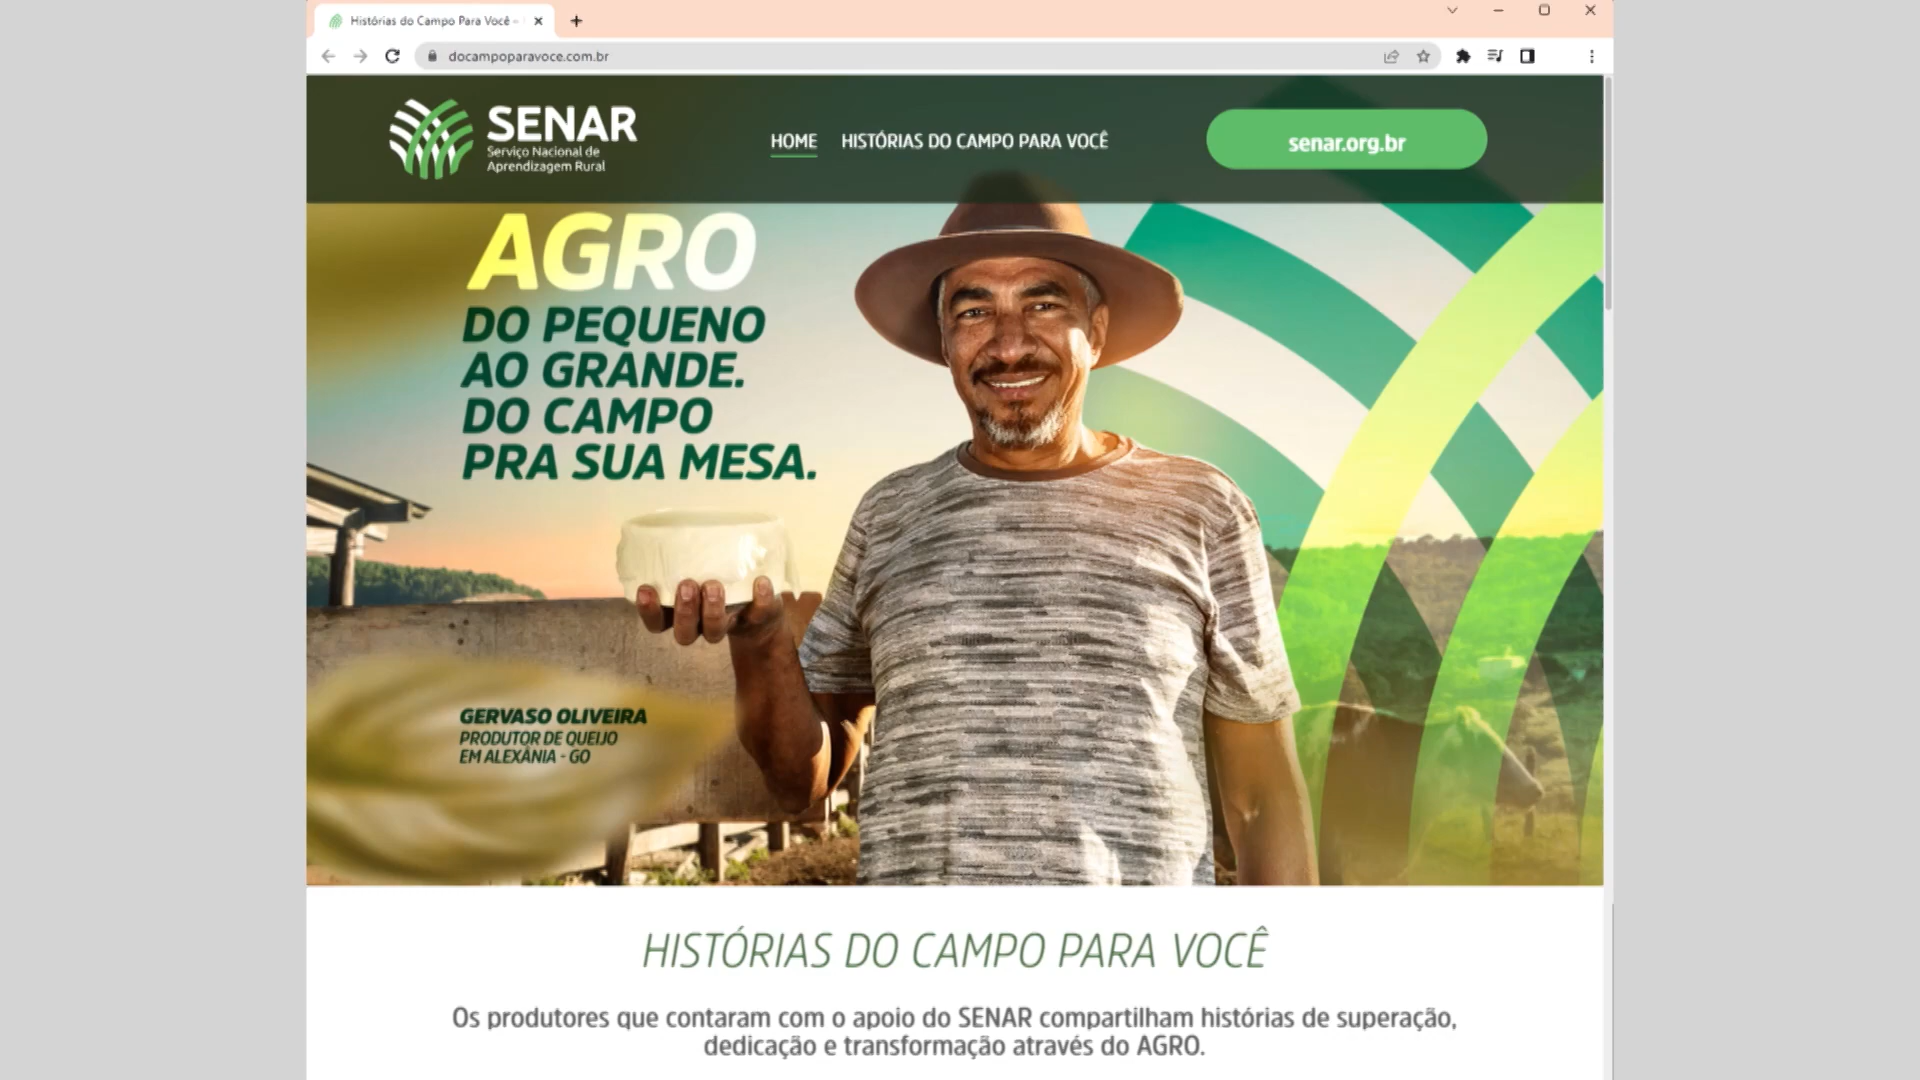 Histórias do Campo Para Você –
docampoparavoce.com.br
SENAR
Serviço Nacional de
Aprendizagem Rural
HOME
HISTÓRIAS DO CAMPO PARA VOCÊ
senar.org.br
AGRO
DO PEQUENO
AO GRANDE.
DO CAMPO
PRA SUA MESA.
GERVASO OLIVEIRA
PRODUTOR DE QUEIJO
EM ALEXÂNIA - GO
HISTÓRIAS DO CAMPO PARA VOCÊ
Os produtores que contaram com o apoio do SENAR compartilham histórias de superação,
dedicação e transformação através do AGRO.